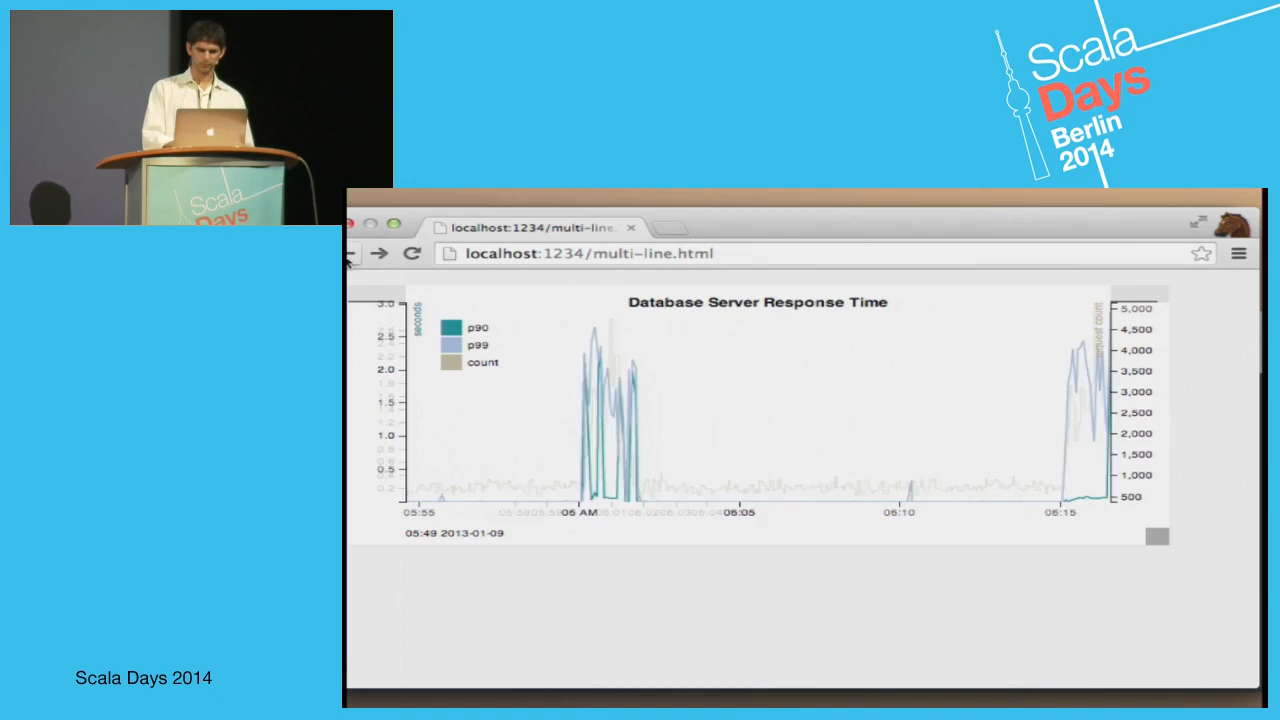 Scala
Days
Berlin
2014
Scala
Days
localhost:1234/multi-line.
localhost:1234/multi-line.html
Database Server Response Time
seconds
p90
p99
count
3.0
2.5
2.0
1.5
1.0
0.5
5,000
4,500
4,000
3,500
3,000
2,500
2,000
1,500
1,000
500
05:55
06 AM
06:05
06:10
06:15
05:49 2013-01-09
Scala Days 2014